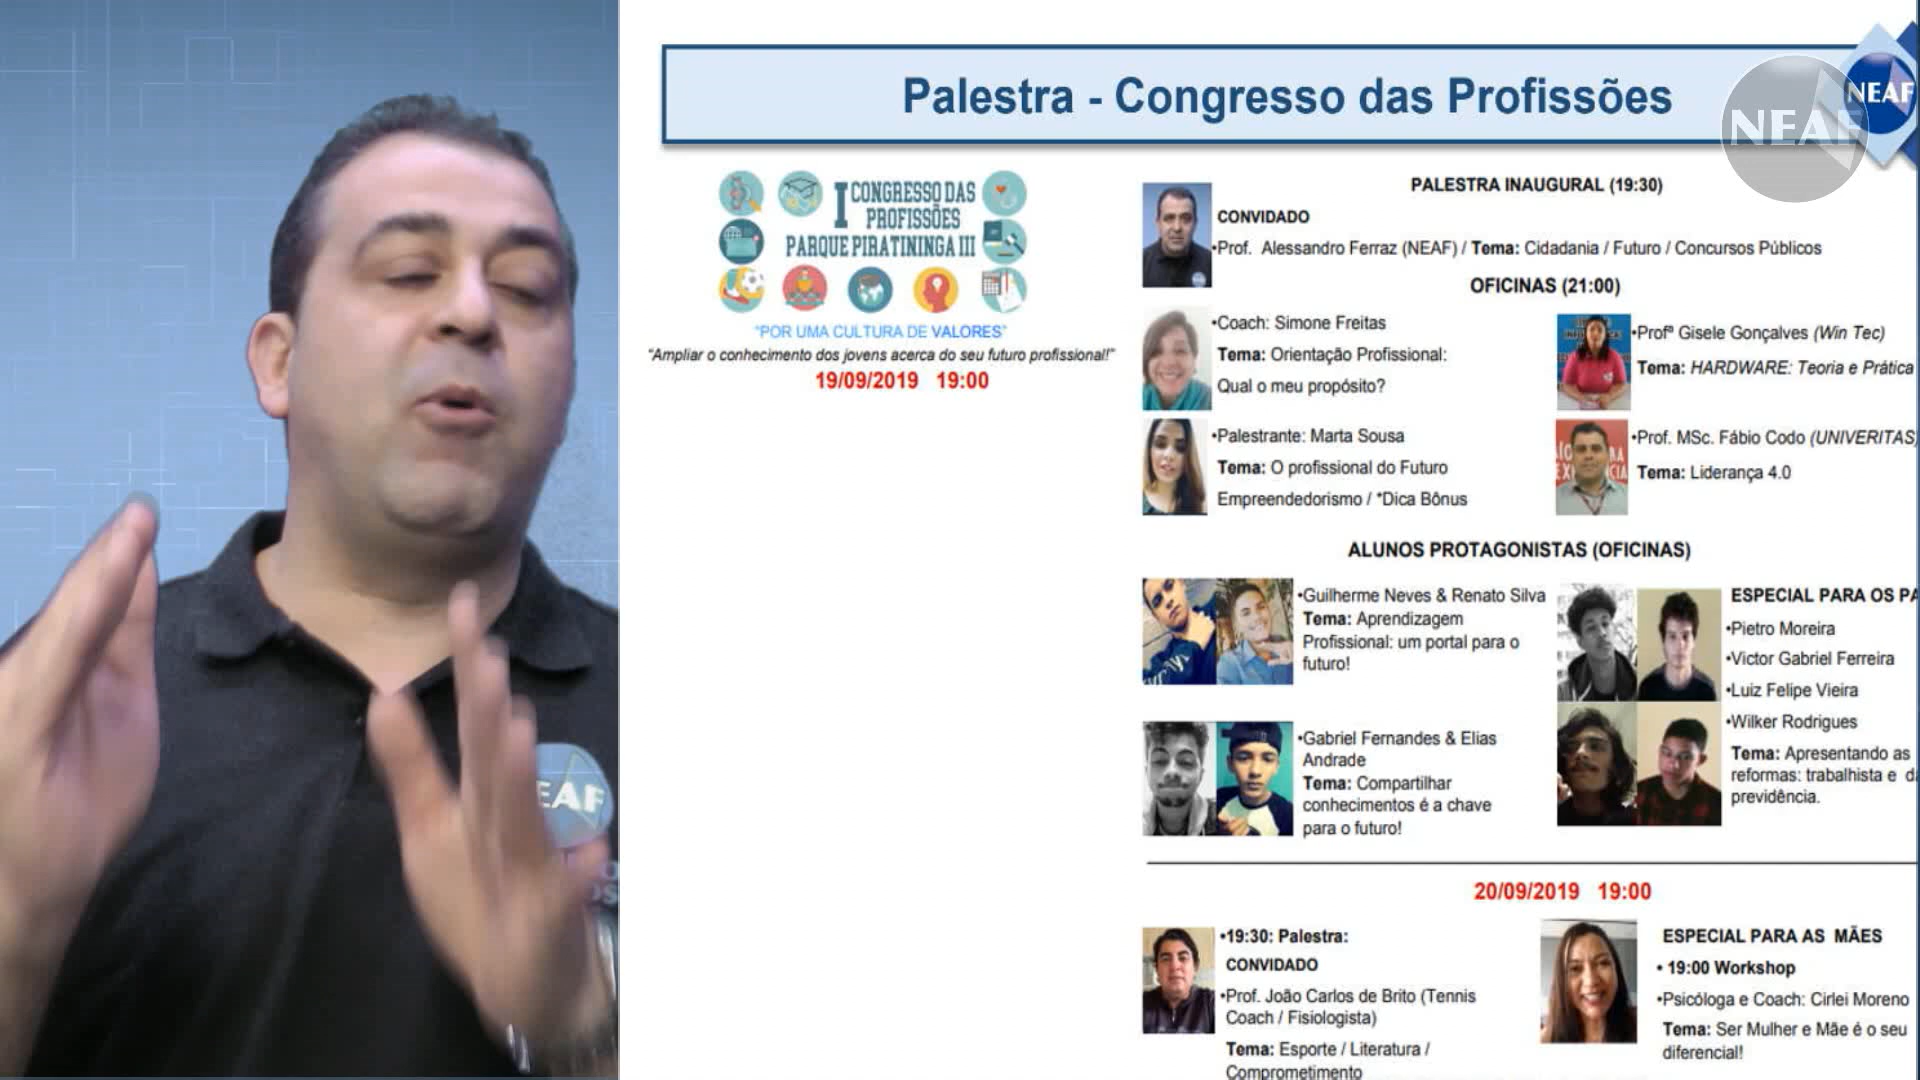 Palestra - Congresso das Profissões
NEAF
NEAF
I CONGRESSO DAS
PROFISSÕES
PARQUE PIRATININGA III
"POR UMA CULTURA DE VALORES"
"Ampliar o conhecimento dos jovens acerca do seu futuro profissional!"
19/09/2019 19:00
PALESTRA INAUGURAL (19:30)
CONVIDADO
•Prof. Alessandro Ferraz (NEAF) / Tema: Cidadania / Futuro / Concursos Públicos
OFICINAS (21:00)
•Coach: Simone Freitas
Tema: Orientação Profissional:
Qual o meu propósito?
•Profª Gisele Gonçalves (Win Tec)
Tema: HARDWARE: Teoria e Prática
•Palestrante: Marta Sousa
Tema: O profissional do Futuro
Empreendedorismo / *Dica Bônus
•Prof. MSc. Fábio Codo (UNIVERITAS)
Tema: Liderança 4.0
ALUNOS PROTAGONISTAS (OFICINAS)
•Guilherme Neves & Renato Silva
Tema: Aprendizagem
Profissional: um portal para o
futuro!
ESPECIAL PARA OS PA
•Pietro Moreira
•Victor Gabriel Ferreira
•Luiz Felipe Vieira
•Wilker Rodrigues
Tema: Apresentando as
reformas: trabalhista e da
previdência.
•Gabriel Fernandes & Elias
Andrade
Tema: Compartilhar
conhecimentos é a chave
para o futuro!
20/09/2019 19:00
•19:30: Palestra:
CONVIDADO
•Prof. João Carlos de Brito (Tennis
Coach / Fisiologista)
Tema: Esporte / Literatura /
Comprometimento
ESPECIAL PARA AS MÃES
• 19:00 Workshop
•Psicóloga e Coach: Cirlei Moreno
Tema: Ser Mulher e Mãe é o seu
diferencial!
EAF